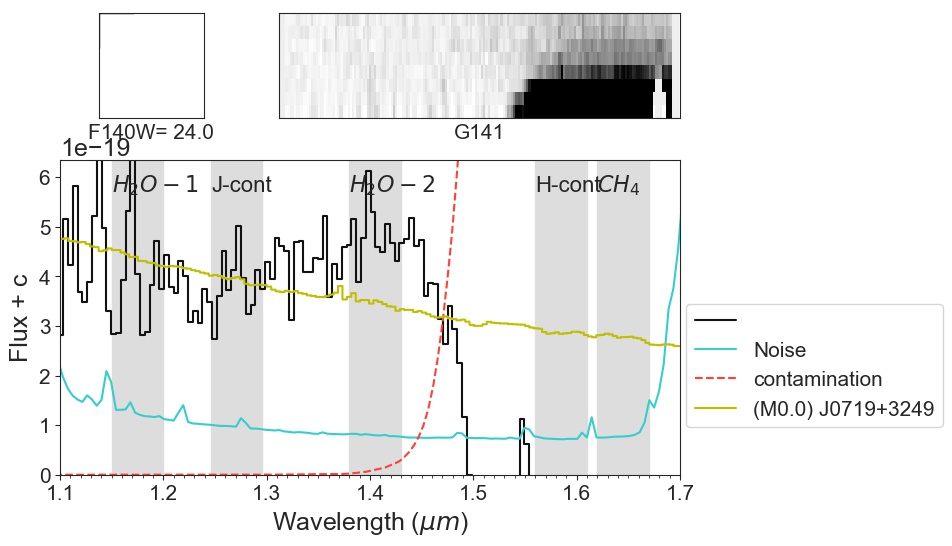 F140W= 24.0
G141
1e−19
H₂O − 1
J-cont
H₂O − 2
H-cont
CH₄
6
5
4
3
2
1
0
Flux + c
1.1
1.2
1.3
1.4
1.5
1.6
1.7
Wavelength (μm)
Noise
contamination
(M0.0) J0719+3249